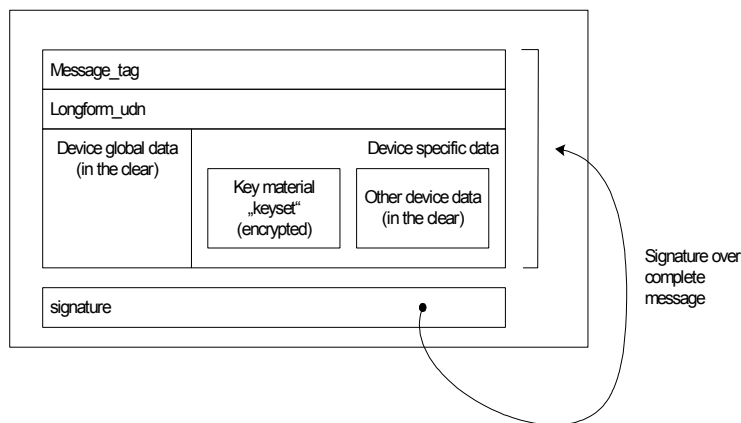 Message_tag
Longform_udn
Device global data
(in the clear)
Device specific data
Key material
„keyset“
(encrypted)
Other device data
(in the clear)
signature
Signature over
complete
message